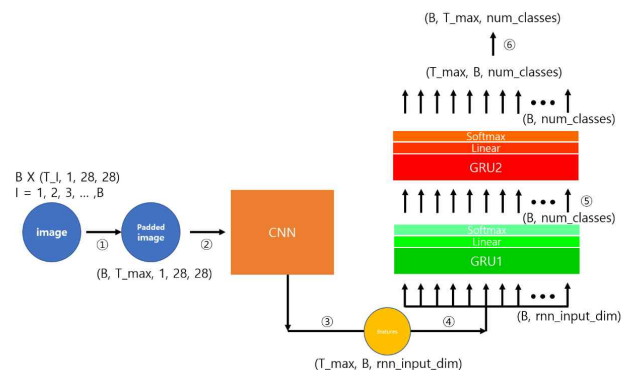 (B, T_max, num_classes)
⑥
(T_max, B, num_classes)
(B, num_classes)
Softmax
Linear
GRU2
⑤
(B, num_classes)
Softmax
Linear
GRU1
(B, rnn_input_dim)
B X (T_I, 1, 28, 28)
I = 1, 2, 3, ... ,B
image
①
Padded
image
②
(B, T_max, 1, 28, 28)
CNN
③
features
④
(T_max, B, rnn_input_dim)